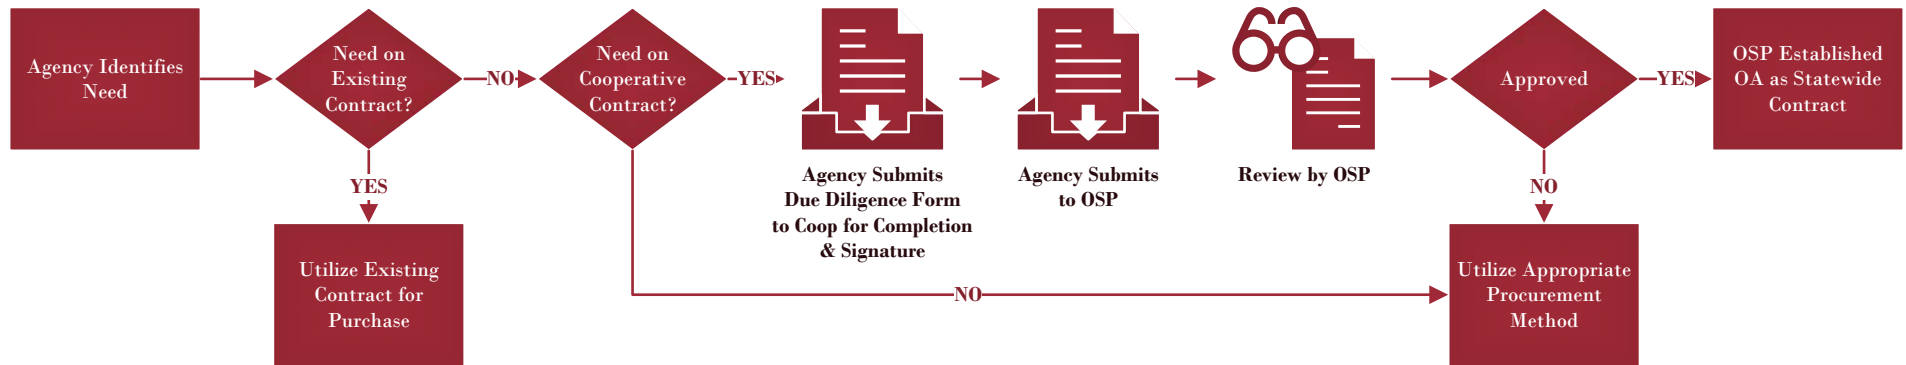 Agency Identifies
Need
Need on
Existing
Contract?
NO
Need on
Cooperative
Contract?
YES
Agency Submits
Due Diligence Form
to Coop for Completion
& Signature
Agency Submits
to OSP
Review by OSP
Approved
YES
OSP Established
OA as Statewide
Contract
YES
NO
Utilize Existing
Contract for
Purchase
NO
Utilize Appropriate
Procurement
Method